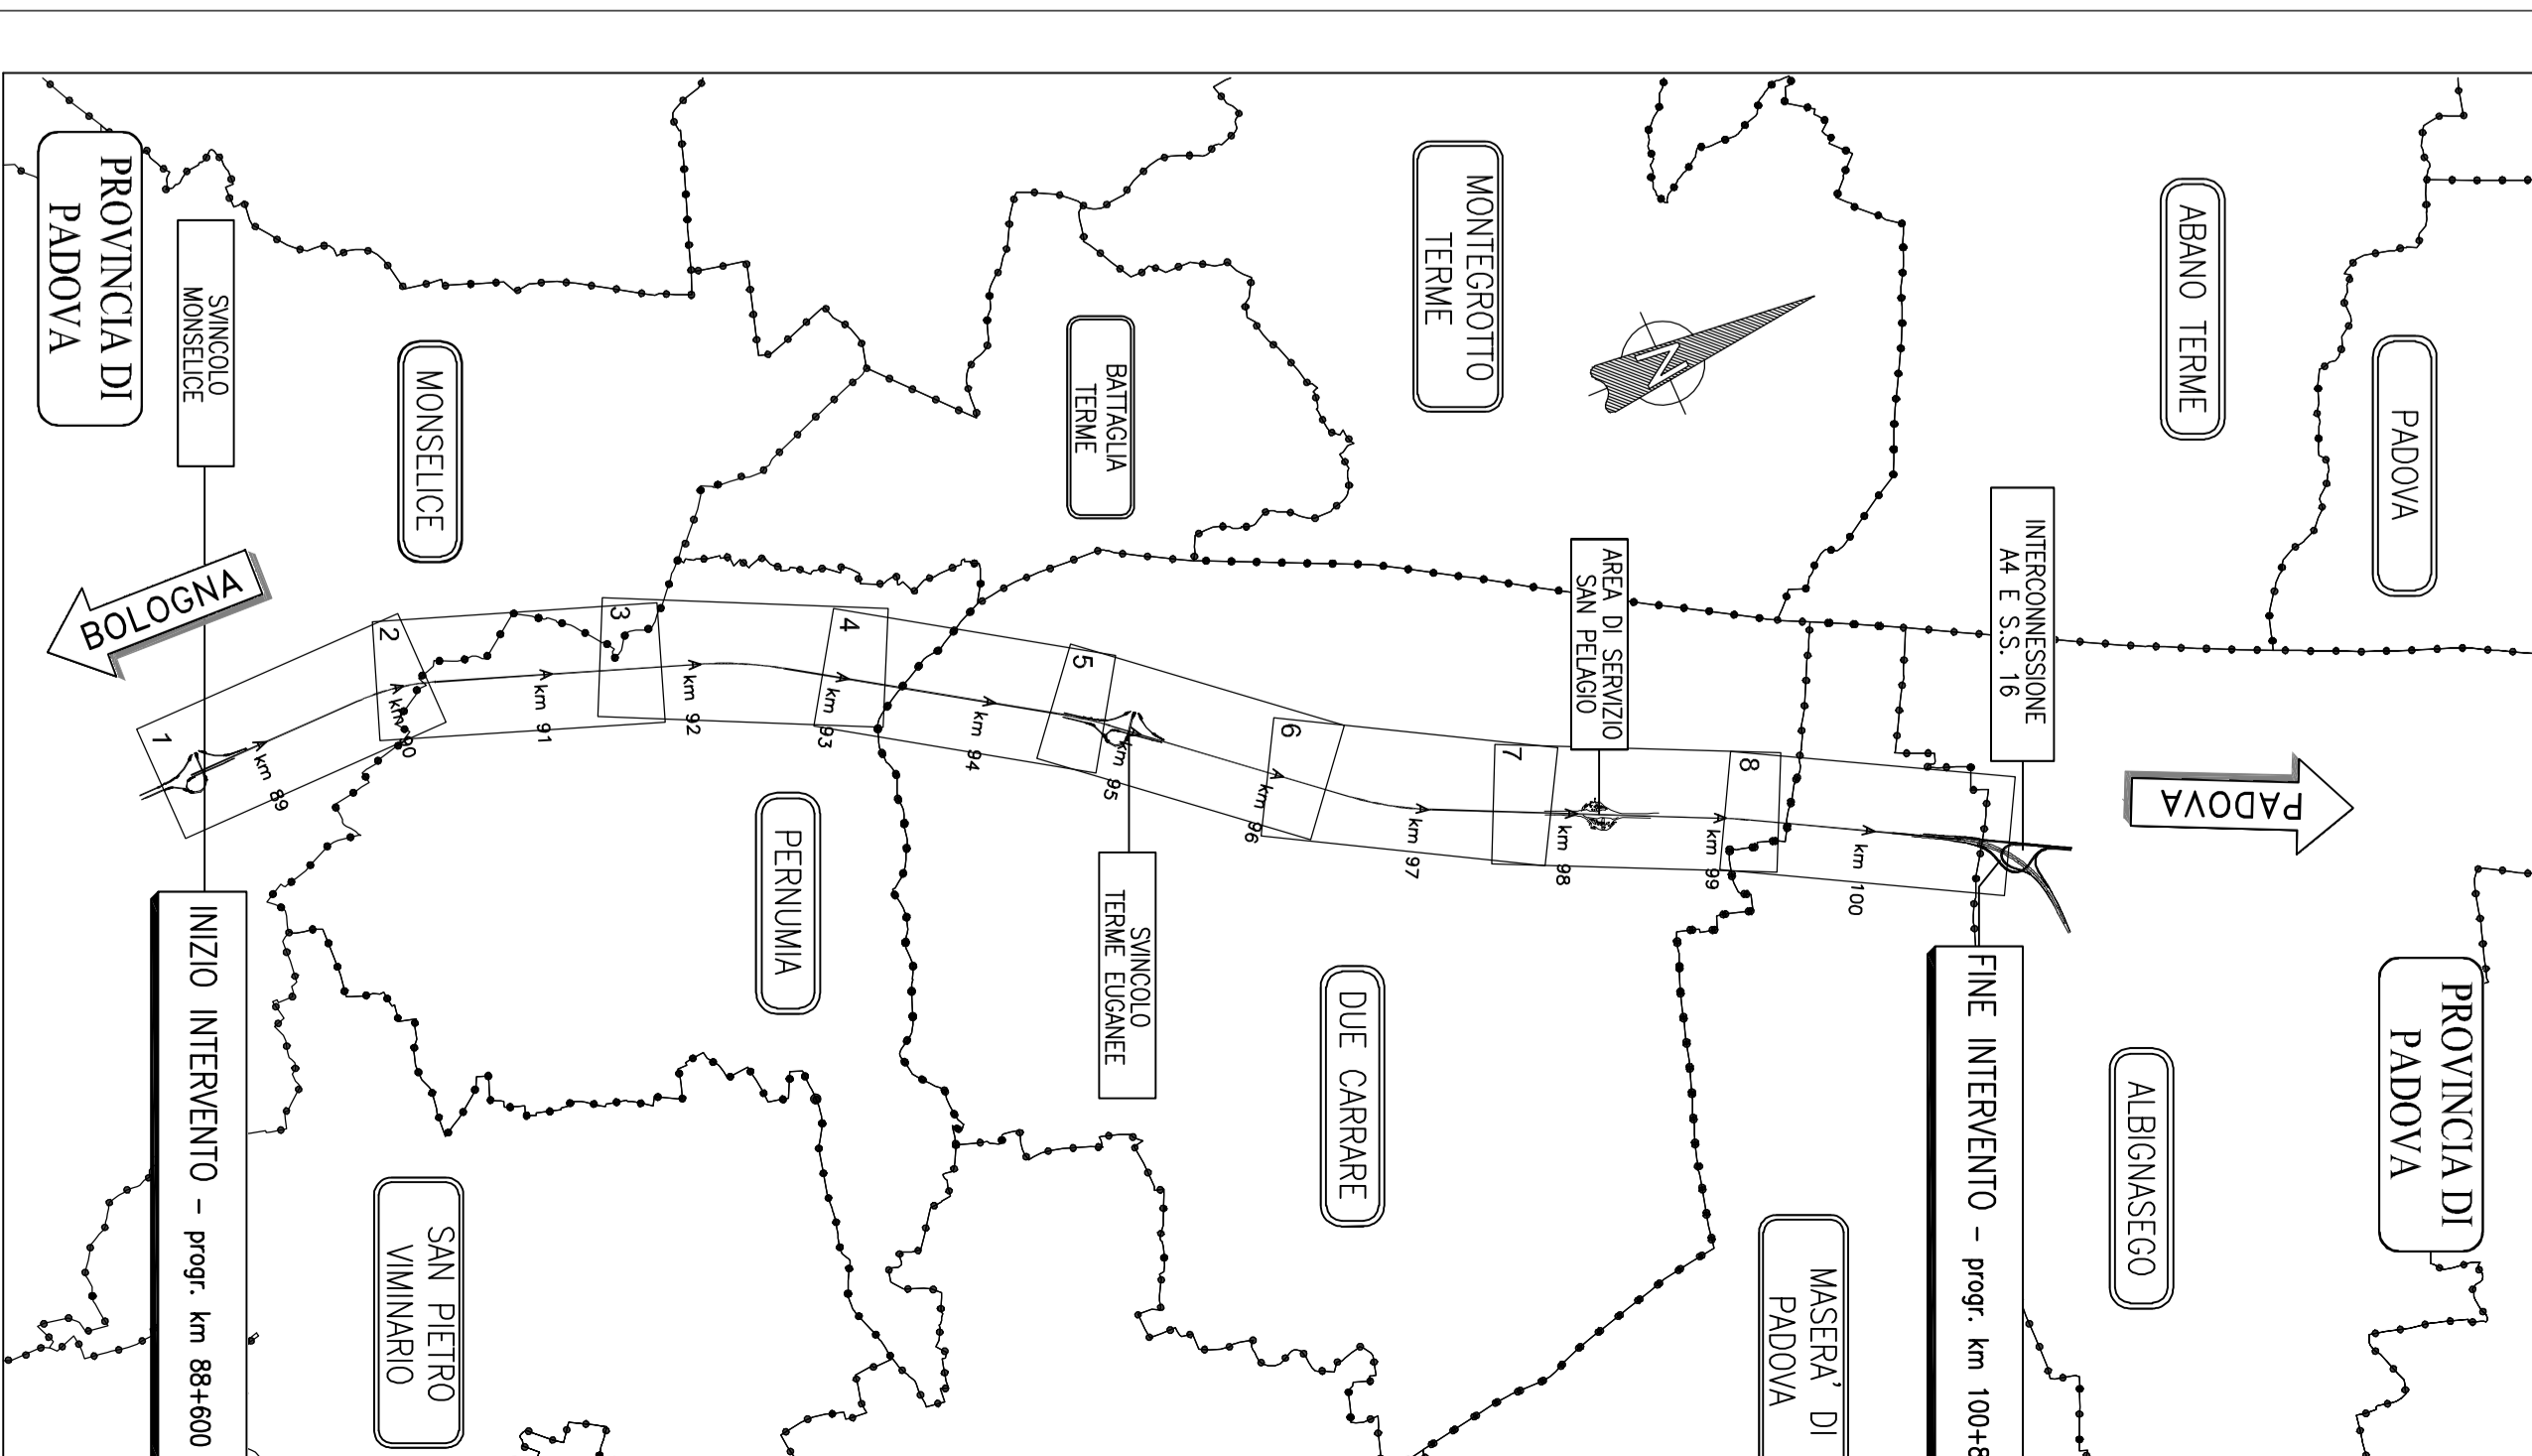 PROVINCIA DI
PADOVA
SVINCOLO
MONSELICE
MONSELICE
BOLOGNA
BATTAGLIA
TERME
MONTEGROTTO
TERME
ABANO TERME
PADOVA
N
AREA DI SERVIZIO
SAN PELAGIO
INTERCONNESSIONE
A4 E S.S. 16
PADOVA
1
2
3
4
5
6
7
8
km 89
km 90
km 91
km 92
km 93
km 94
km 95
km 96
km 97
km 98
km 99
km 100
INIZIO INTERVENTO - progr. km 88+600
PERNUMIA
SVINCOLO
TERME EUGANEE
DUE CARRARE
FINE INTERVENTO - progr. km 100+8
ALBIGNASEGO
PROVINCIA DI
PADOVA
SAN PIETRO
VIMINARIO
MASERA' DI
PADOVA